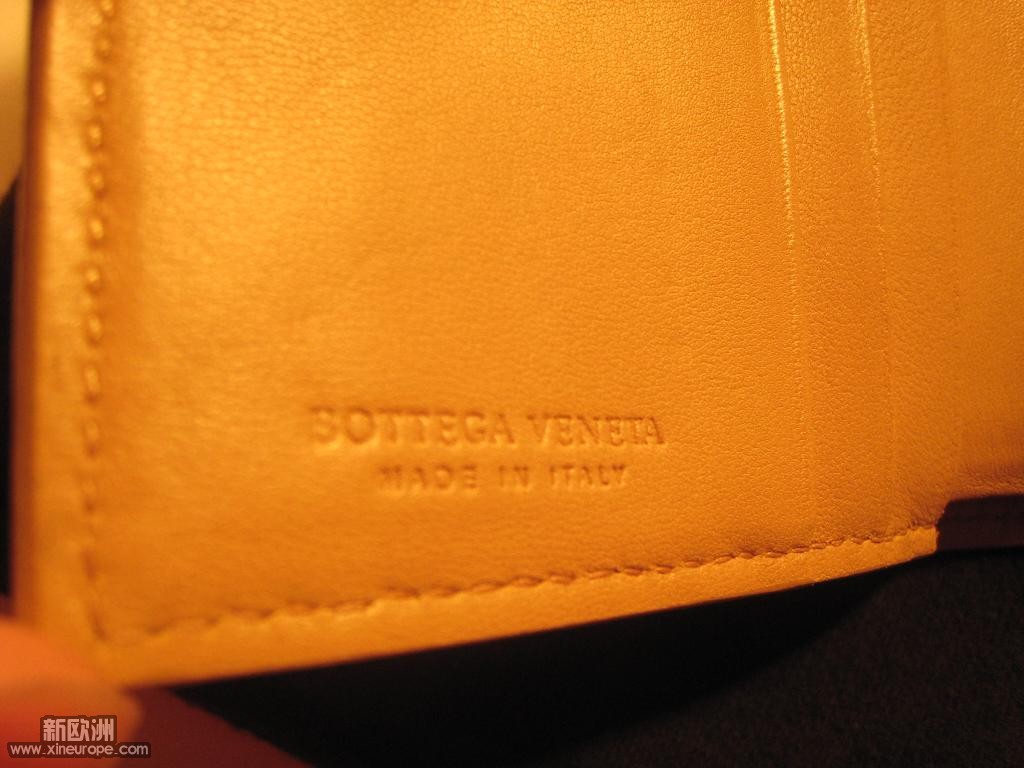 BOTTEGA VENETA
MADE IN ITALY
新欧洲
www.xineurope.com